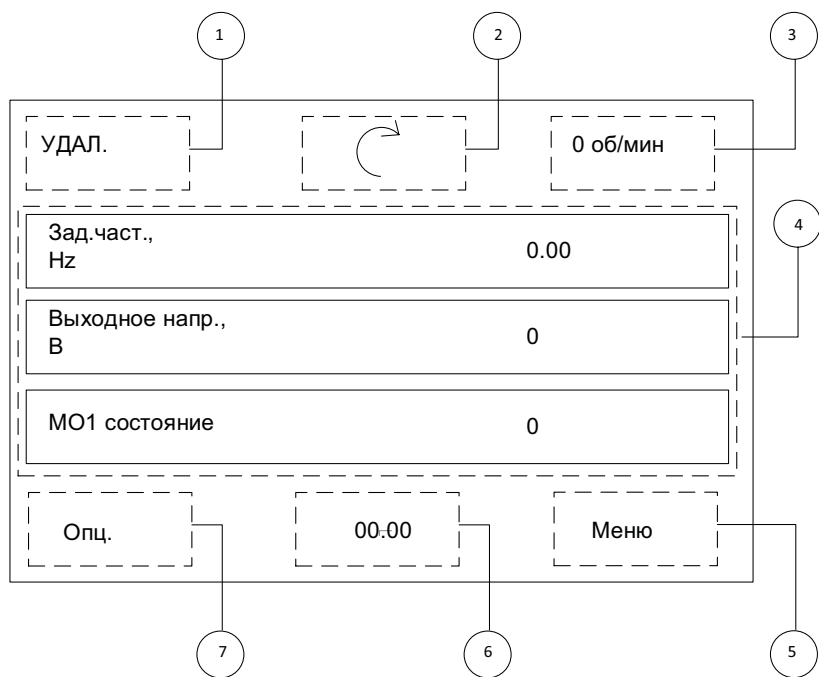 1
2
3
УДАЛ.
0 об/мин
Зад.част.,
Hz
0.00
4
Выходное напр.,
В
0
МО1 состояние
0
Опц.
00.00
Меню
7
6
5